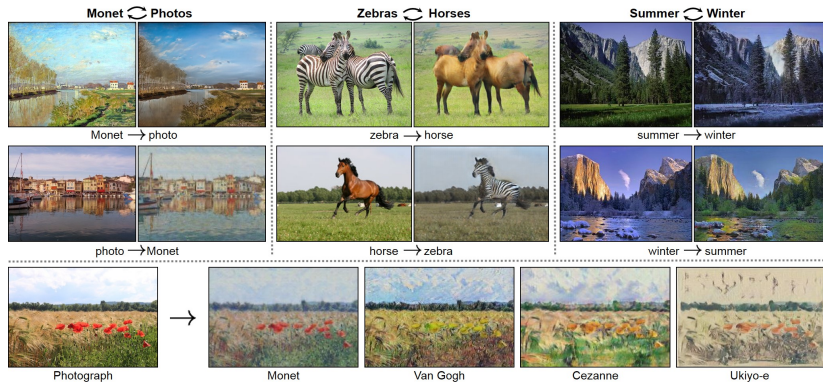 Monet Photos
Zebras Horses
Summer Winter
Monet → photo
zebra → horse
summer → winter
photo → Monet
horse → zebra
winter → summer
Photograph
Monet
Van Gogh
Cezanne
Ukiyo-e